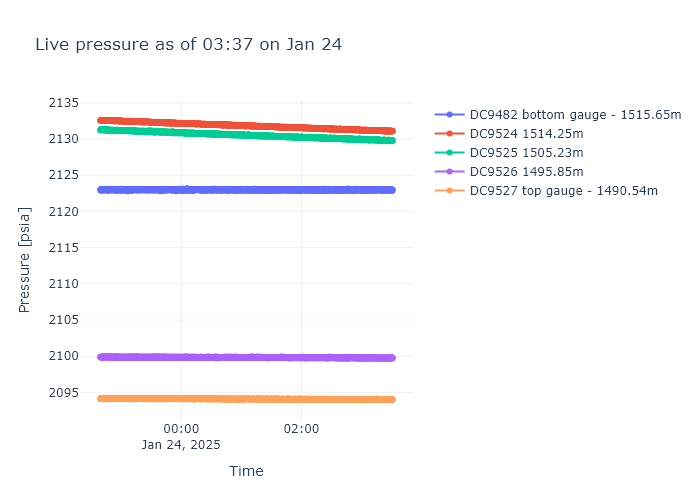 Live pressure as of 03:37 on Jan 24
DC9482 bottom gauge - 1515.65m
DC9524 1514.25m
DC9525 1505.23m
DC9526 1495.85m
DC9527 top gauge - 1490.54m
Pressure [psia]
2135
2130
2125
2120
2115
2110
2105
2100
2095
00:00
Jan 24, 2025
02:00
Time